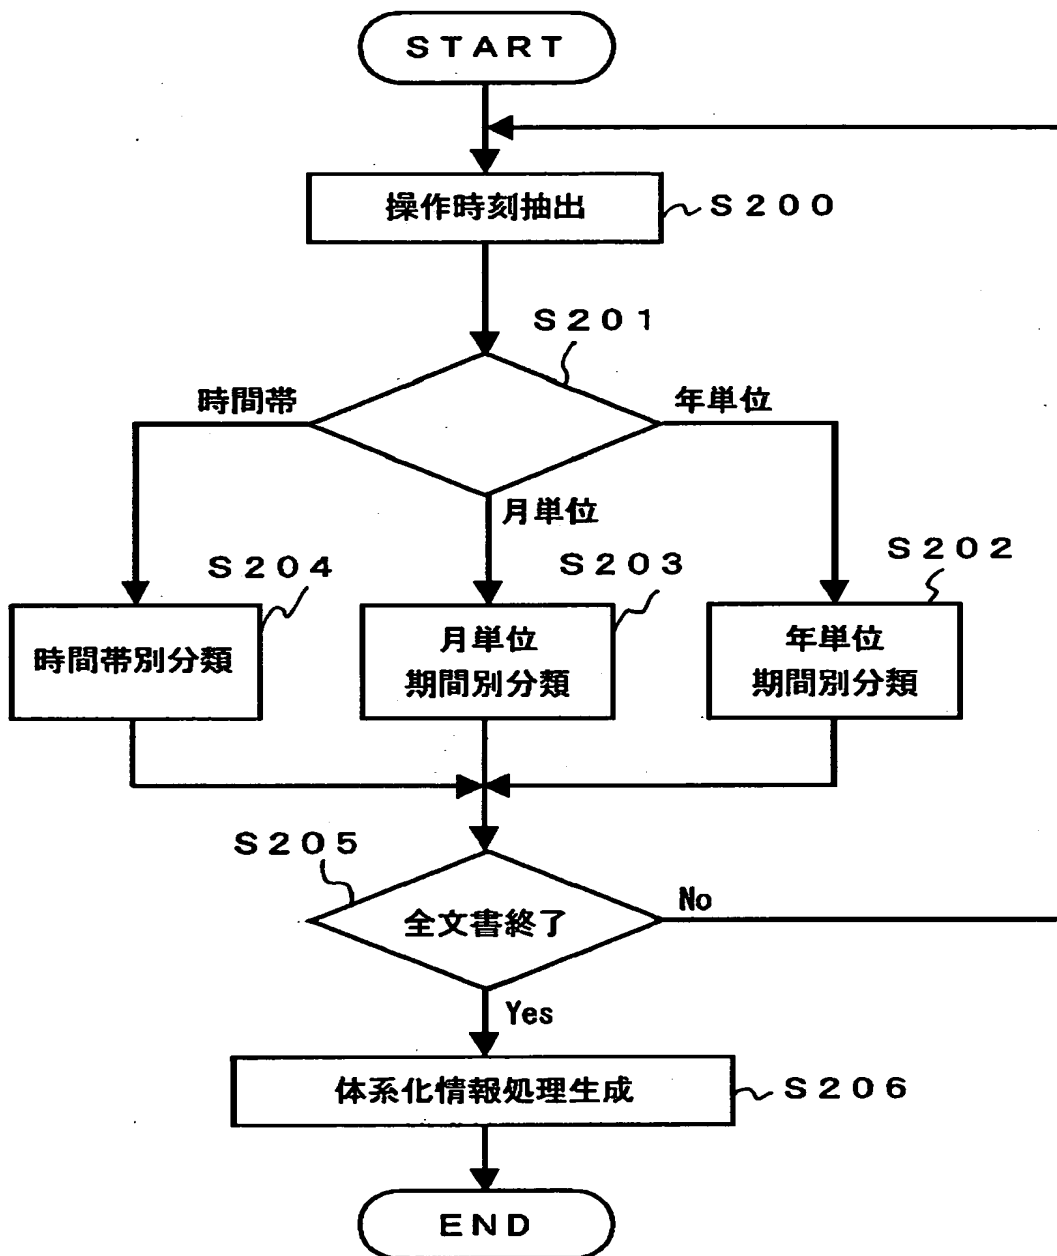 START
操作時刻抽出
S200
S201
時間帯
年単位
月単位
S204
S203
S202
時間帯別分類
月単位
期間別分類
年単位
期間別分類
S205
全文書終了
No
Yes
体系化情報処理生成
S206
END